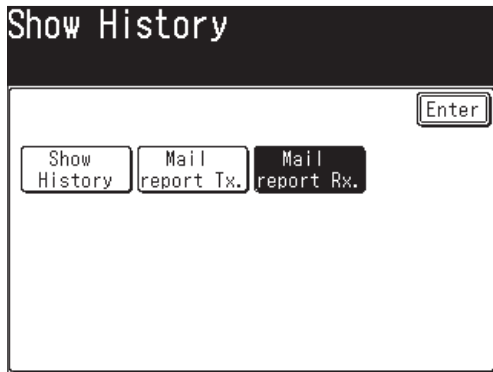 Show History
Enter
Show
History
Mail
report Tx.
Mail
report Rx.